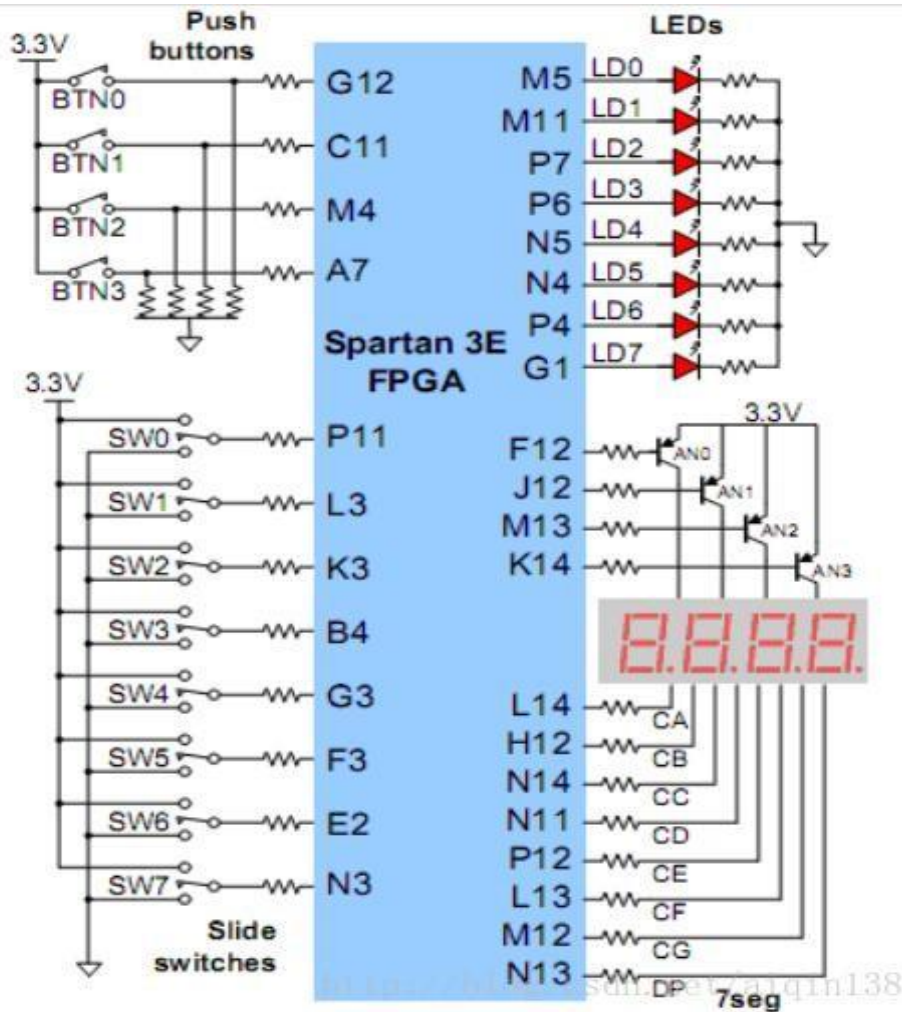 Push
buttons
3.3V
BTN0
BTN1
BTN2
BTN3
G12
C11
M4
A7
LEDs
M5 LD0
M11 LD1
P7 LD2
P6 LD3
N5 LD4
N4 LD5
P4 LD6
G1 LD7
Spartan 3E
FPGA
3.3V
SW0 P11
SW1 L3
SW2 K3
SW3 B4
SW4 G3
SW5 F3
SW6 E2
SW7 N3
Slide
switches
3.3V
F12 AN0
J12 AN1
M13 AN2
K14 AN3
8.8.8.8.
L14 CA
H12 CB
N14 CC
N11 CD
P12 CE
L13 CF
M12 CG
N13 DP
7seg